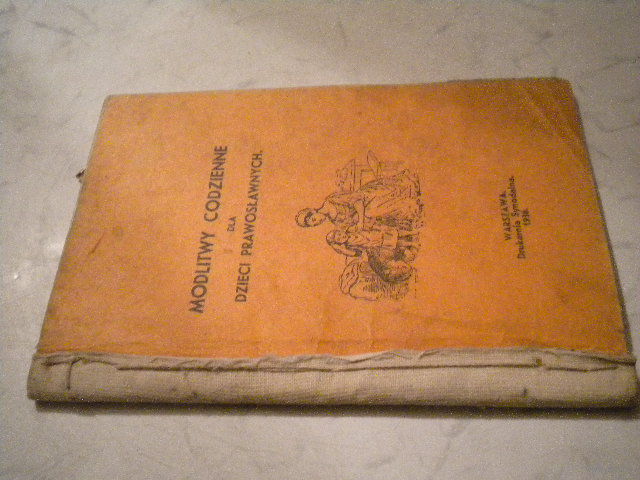 MODLITWY CODZIENNE
DLA
DZIECI PRAWOSŁAWNYCH.
WARSZAWA.
Drukarnia Synodalna.